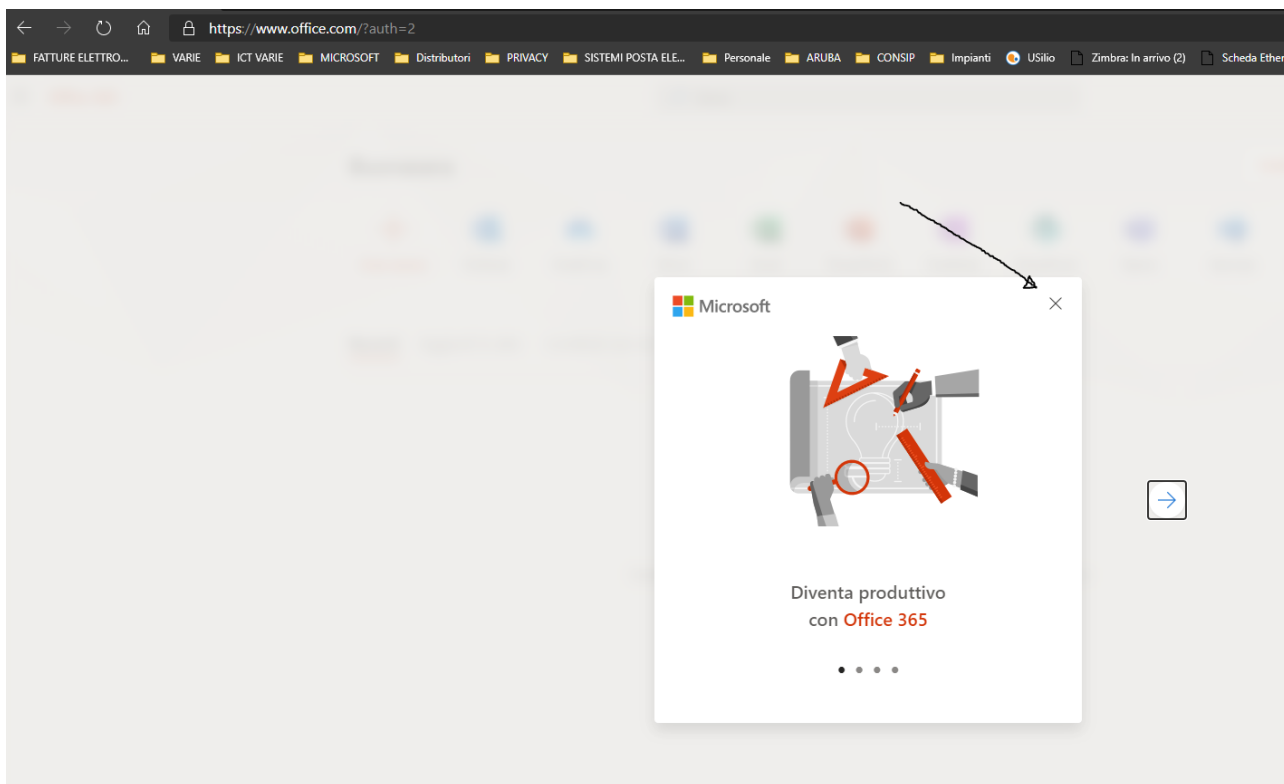 https://www.office.com/?auth=2
FATTURE ELETTRO... VARIE ICT VARIE MICROSOFT Distributori PRIVACY SISTEMI POSTA ELE... Personale ARUBA CONSIP Impianti USilio Zimbra: In arrivo (2) Scheda Ether
Microsoft
Diventa produttivo
con Office 365